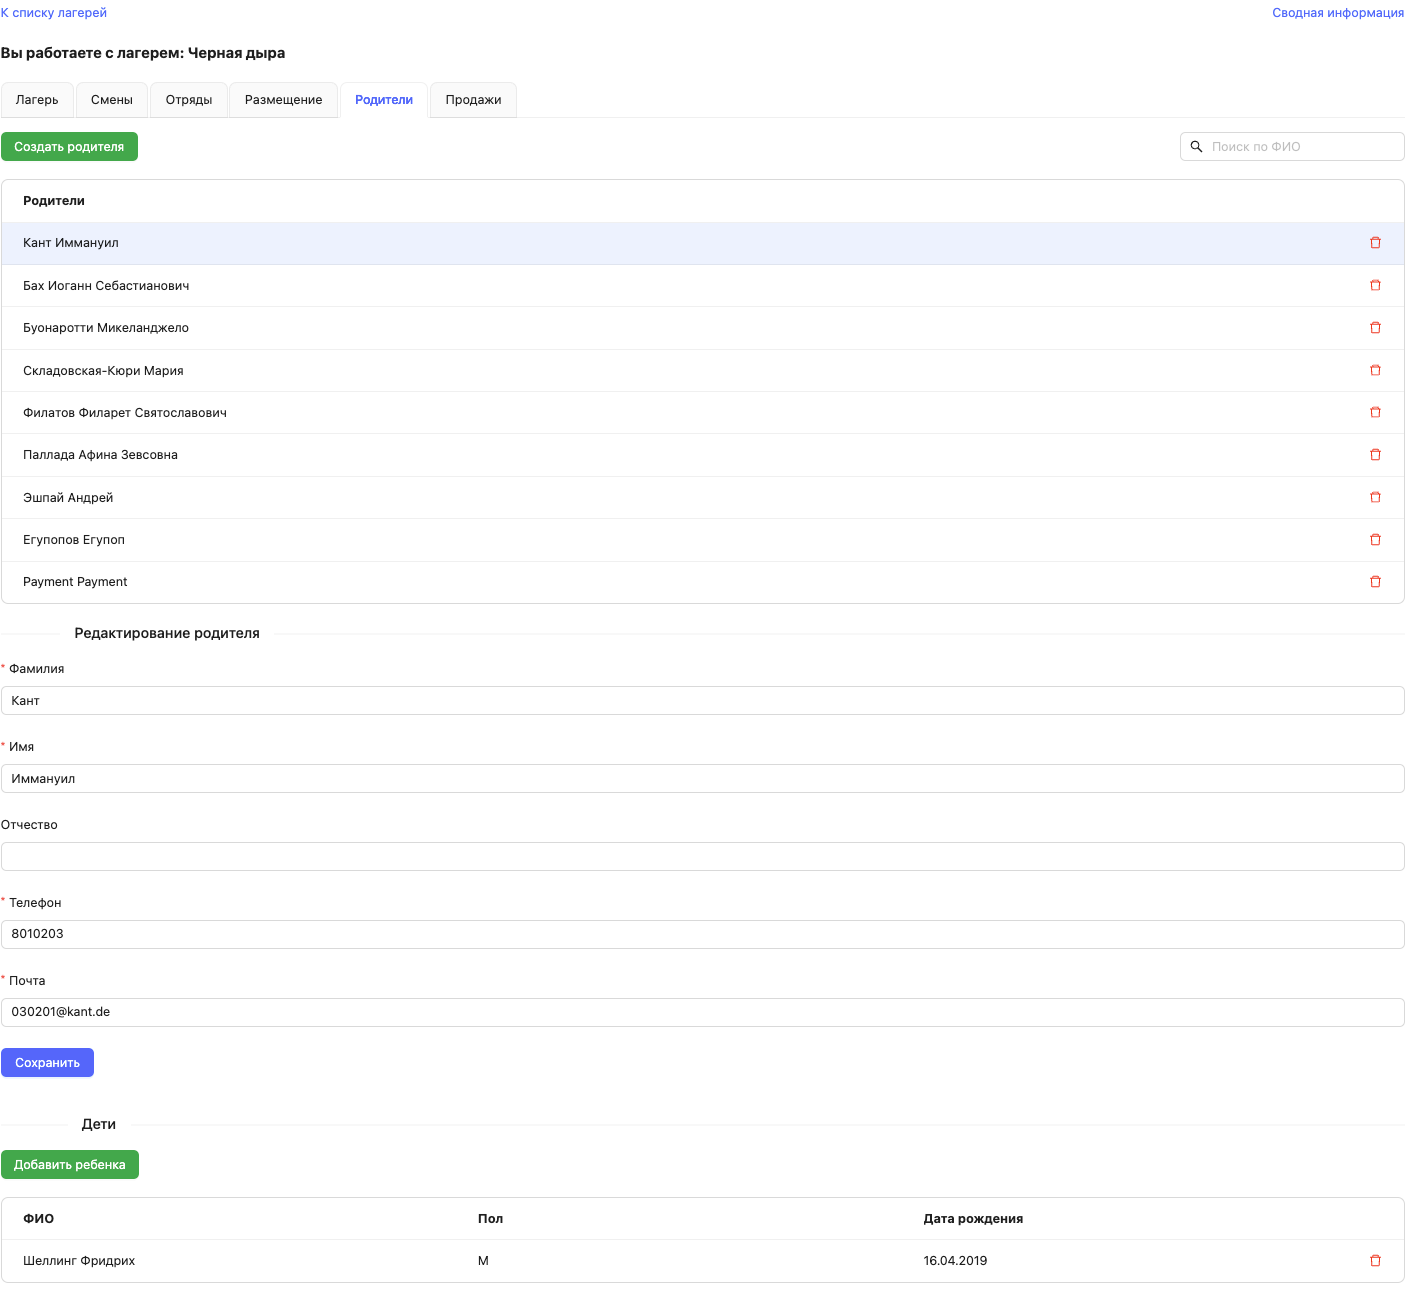 К списку лагерей Сводная информация
Вы работаете с лагерем: Черная дыра
Лагерь Смены Отряды Размещение Родители Продажи
Создать родителя Поиск по ФИО
Родители
Кант Иммануил
Бах Иоганн Себастианович
Буонаротти Микеланджело
Складовская-Кюри Мария
Филатов Филарет Святославович
Паллада Афина Зевсовна
Эшпай Андрей
Егупопов Егупоп
Payment Payment
Редактирование родителя
* Фамилия
Кант
* Имя
Иммануил
Отчество
* Телефон
8010203
* Почта
030201@kant.de
Сохранить
Дети
Добавить ребенка
ФИО Пол Дата рождения
Шеллинг Фридрих М 16.04.2019